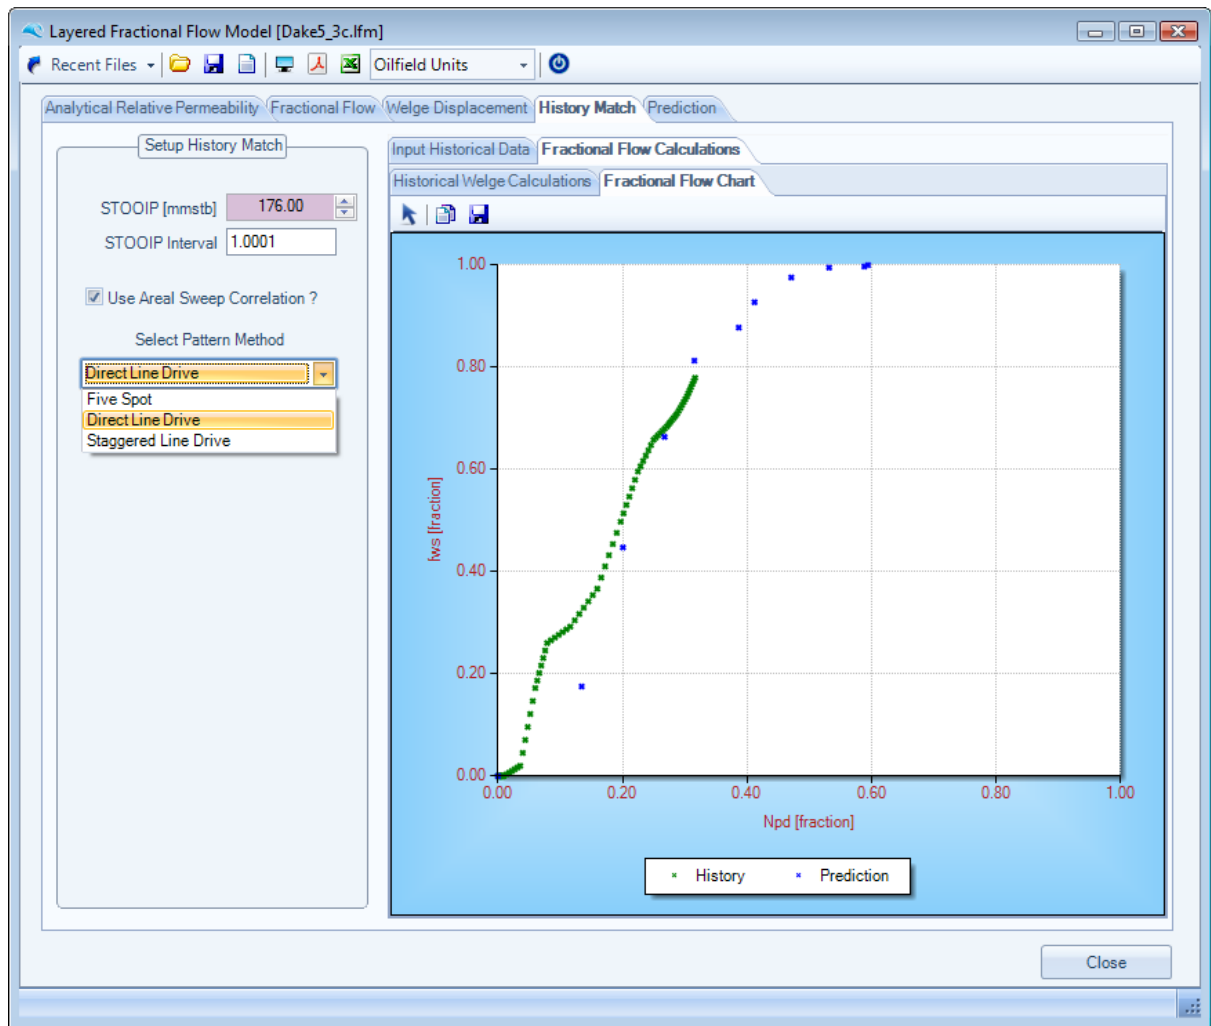 Layered Fractional Flow Model [Dake5_3c.lfm]
Recent Files
Oilfield Units
Analytical Relative Permeability
Fractional Flow
Welge Displacement
History Match
Prediction
Setup History Match
STOOIP [mmstb]
176.00
STOOIP Interval
1.0001
Use Areal Sweep Correlation ?
Select Pattern Method
Direct Line Drive
Five Spot
Direct Line Drive
Staggered Line Drive
Input Historical Data
Fractional Flow Calculations
Historical Welge Calculations
Fractional Flow Chart
1.00
0.80
0.60
0.40
0.20
0.00
fws [fraction]
0.00
0.20
0.40
0.60
0.80
1.00
Npd [fraction]
History
Prediction
Close